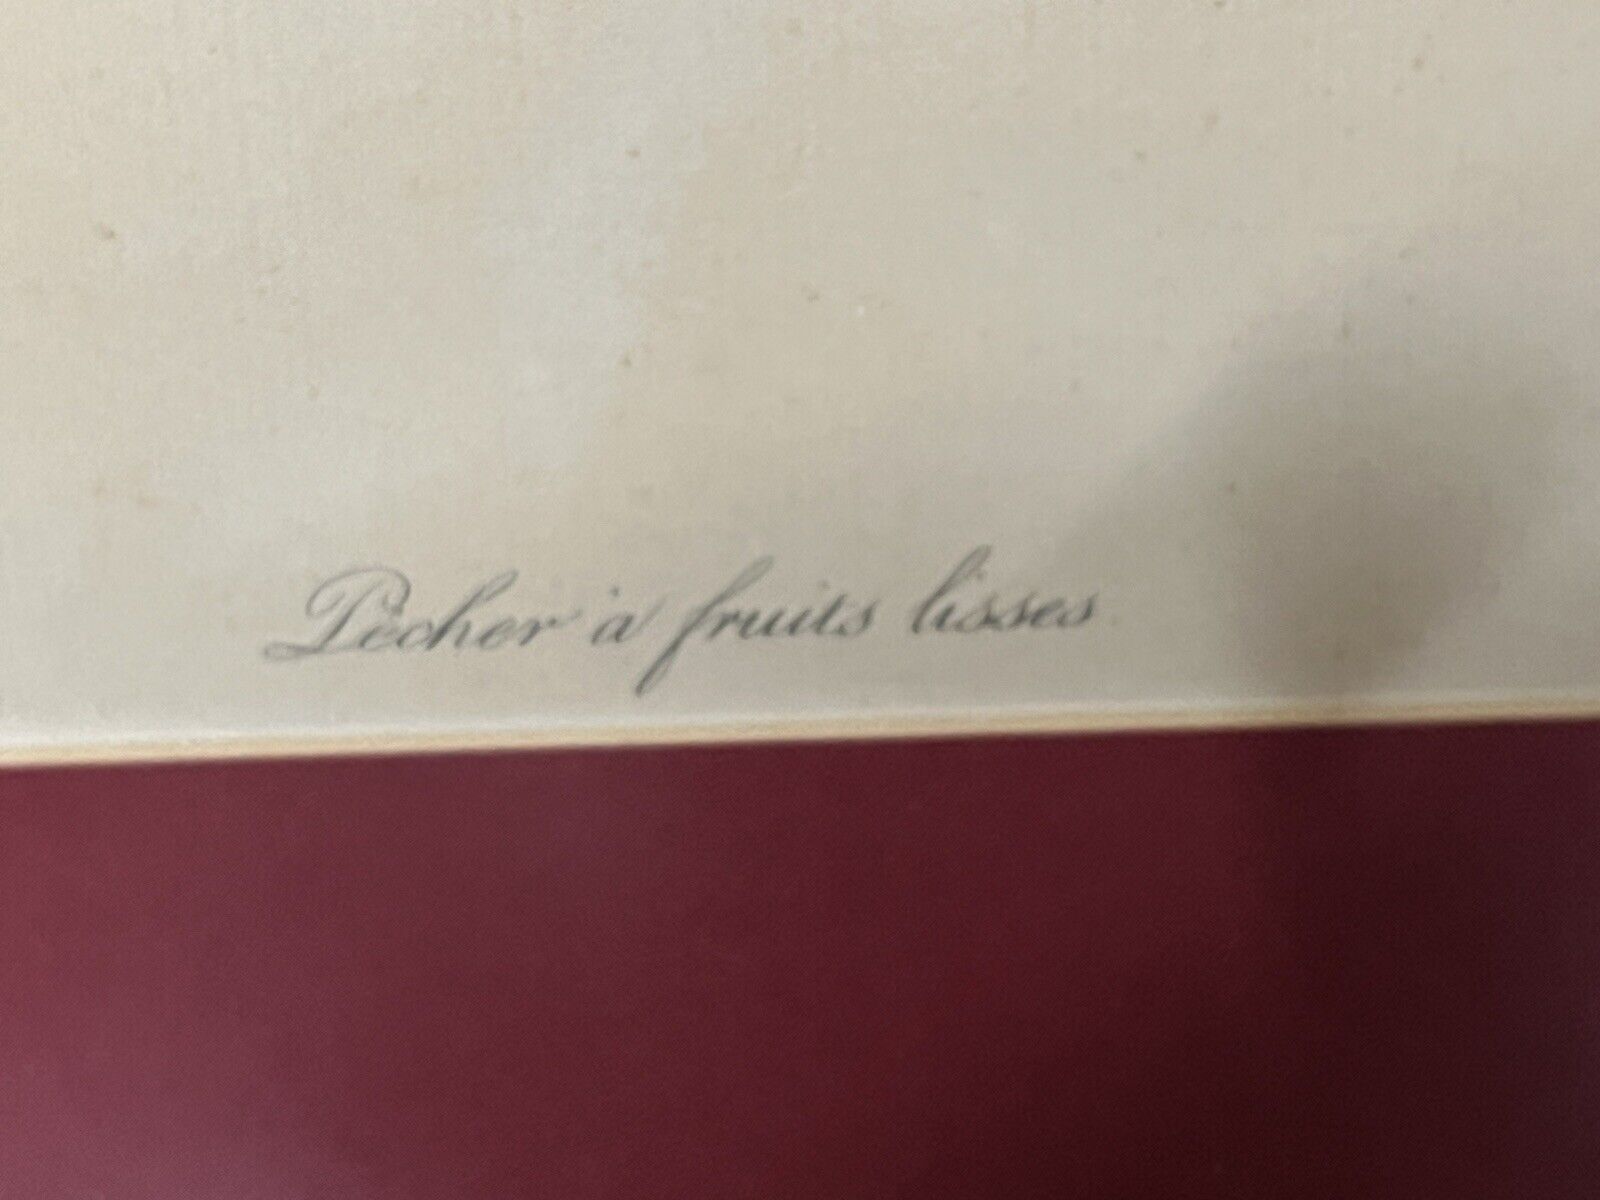 Pêcher à fruits lisses.